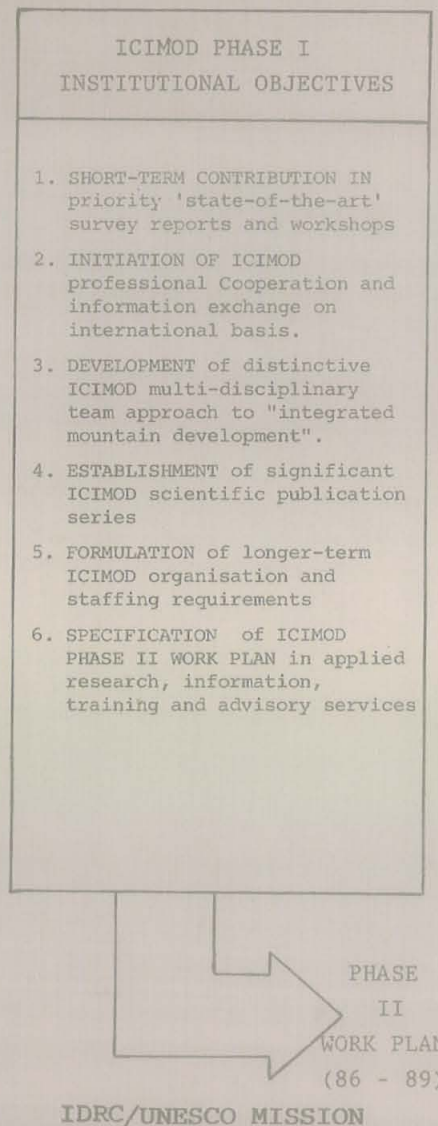 ICIMOD PHASE I
INSTITUTIONAL OBJECTIVES
1. SHORT-TERM CONTRIBUTION IN
priority 'state-of-the-art'
survey reports and workshops
2. INITIATION OF ICIMOD
professional Cooperation and
information exchange on
international basis.
3. DEVELOPMENT of distinctive
ICIMOD multi-disciplinary
team approach to "integrated
mountain development".
4. ESTABLISHMENT of significant
ICIMOD scientific publication
series
5. FORMULATION of longer-term
ICIMOD organisation and
staffing requirements
6. SPECIFICATION of ICIMOD
PHASE II WORK PLAN in applied
research, information,
training and advisory services
PHASE
II
WORK PLAN
(86 - 89)
IDRC/UNESCO MISSION